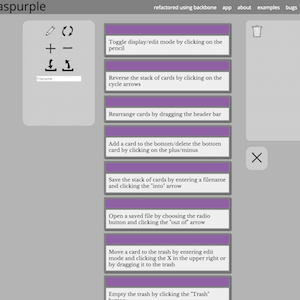 aspurple
refactored using backbone app about examples bugs
Toggle display/edit mode by clicking on the
pencil
Reverse the stack of cards by clicking on the
cycle arrows
Rearrange cards by dragging the header bar
Add a card to the bottom/delete the bottom
card by clicking on the plus/minus
Save the stack of cards by entering a filename
and clicking the "into" arrow
Open a saved file by choosing the radio
button and clicking the "out of" arrow
Move a card to the trash by entering edit
mode and clicking the X in the upper right or
by dragging it to the trash
Empty the trash by clicking the "Trash"